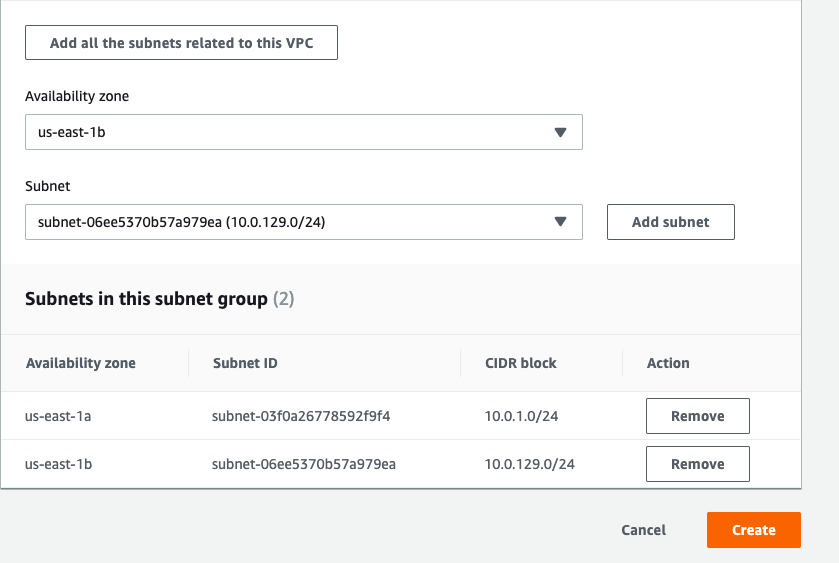 Add all the subnets related to this VPC
Availability zone
us-east-1b
Subnet
subnet-06ee5370b57a979ea (10.0.129.0/24)
Add subnet
Subnets in this subnet group (2)
Availability zone Subnet ID CIDR block Action
us-east-1a subnet-03f0a26778592f9f4 10.0.1.0/24 Remove
us-east-1b subnet-06ee5370b57a979ea 10.0.129.0/24 Remove
Cancel Create